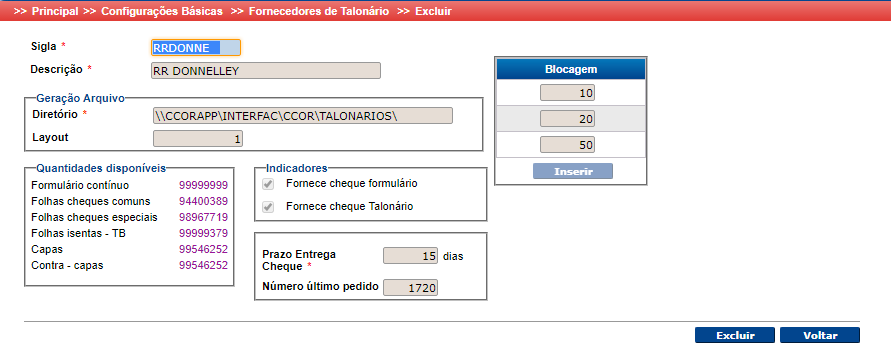 >> Principal >> Configurações Básicas >> Fornecedores de Talonário >> Excluir
Sigla * RRDONNE
Descrição * RR DONNELLEY
Geração Arquivo
Diretório * \\CCORAPP\INTERFAC\CCOR\TALONARIOS\
Layout 1
Blocagem
10
20
50
Inserir
Quantidades disponíveis
Formulário contínuo 99999999
Folhas cheques comuns 94400389
Folhas cheques especiais 98967719
Folhas isentas - TB 99999379
Capas 99546252
Contra - capas 99546252
Indicadores
Fornece cheque formulário
Fornece cheque Talonário
Prazo Entrega
Cheque * 15 dias
Número último pedido 1720
Excluir Voltar